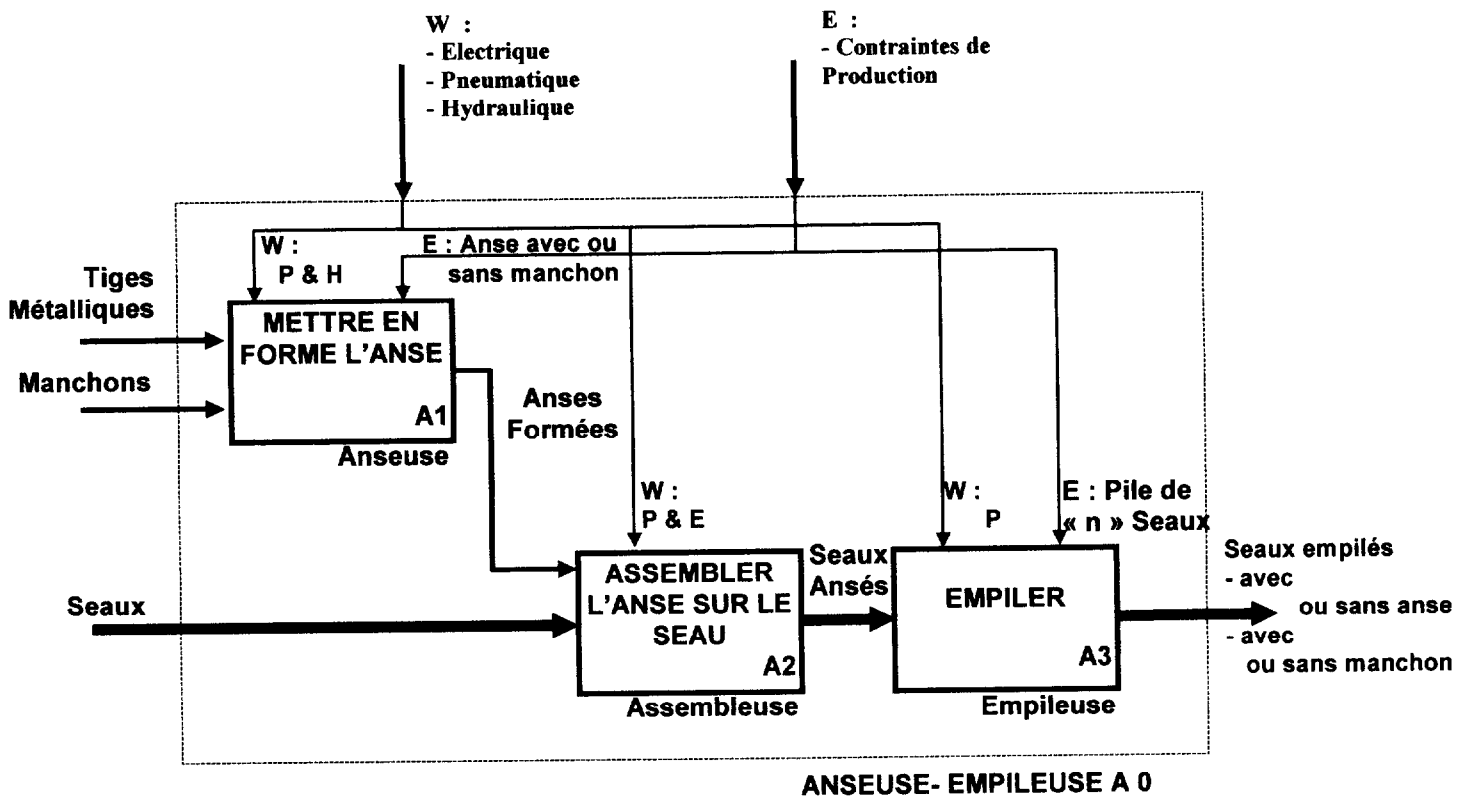 W :
- Electrique
- Pneumatique
- Hydraulique
E :
- Contraintes de
Production
W :
P & H
E : Anse avec ou
sans manchon
Tiges
Métalliques
Manchons
METTRE EN
FORME L'ANSE
A1
Anseuse
Anses
Formées
W :
P & E
W :
P
E : Pile de
« n » Seaux
Seaux
ASSEMBLER
L'ANSE SUR LE
SEAU
A2
Assembleuse
Seaux
Ansés
EMPILER
A3
Empileuse
Seaux empilés
- avec
ou sans anse
- avec
ou sans manchon
ANSEUSE- EMPILEUSE A 0